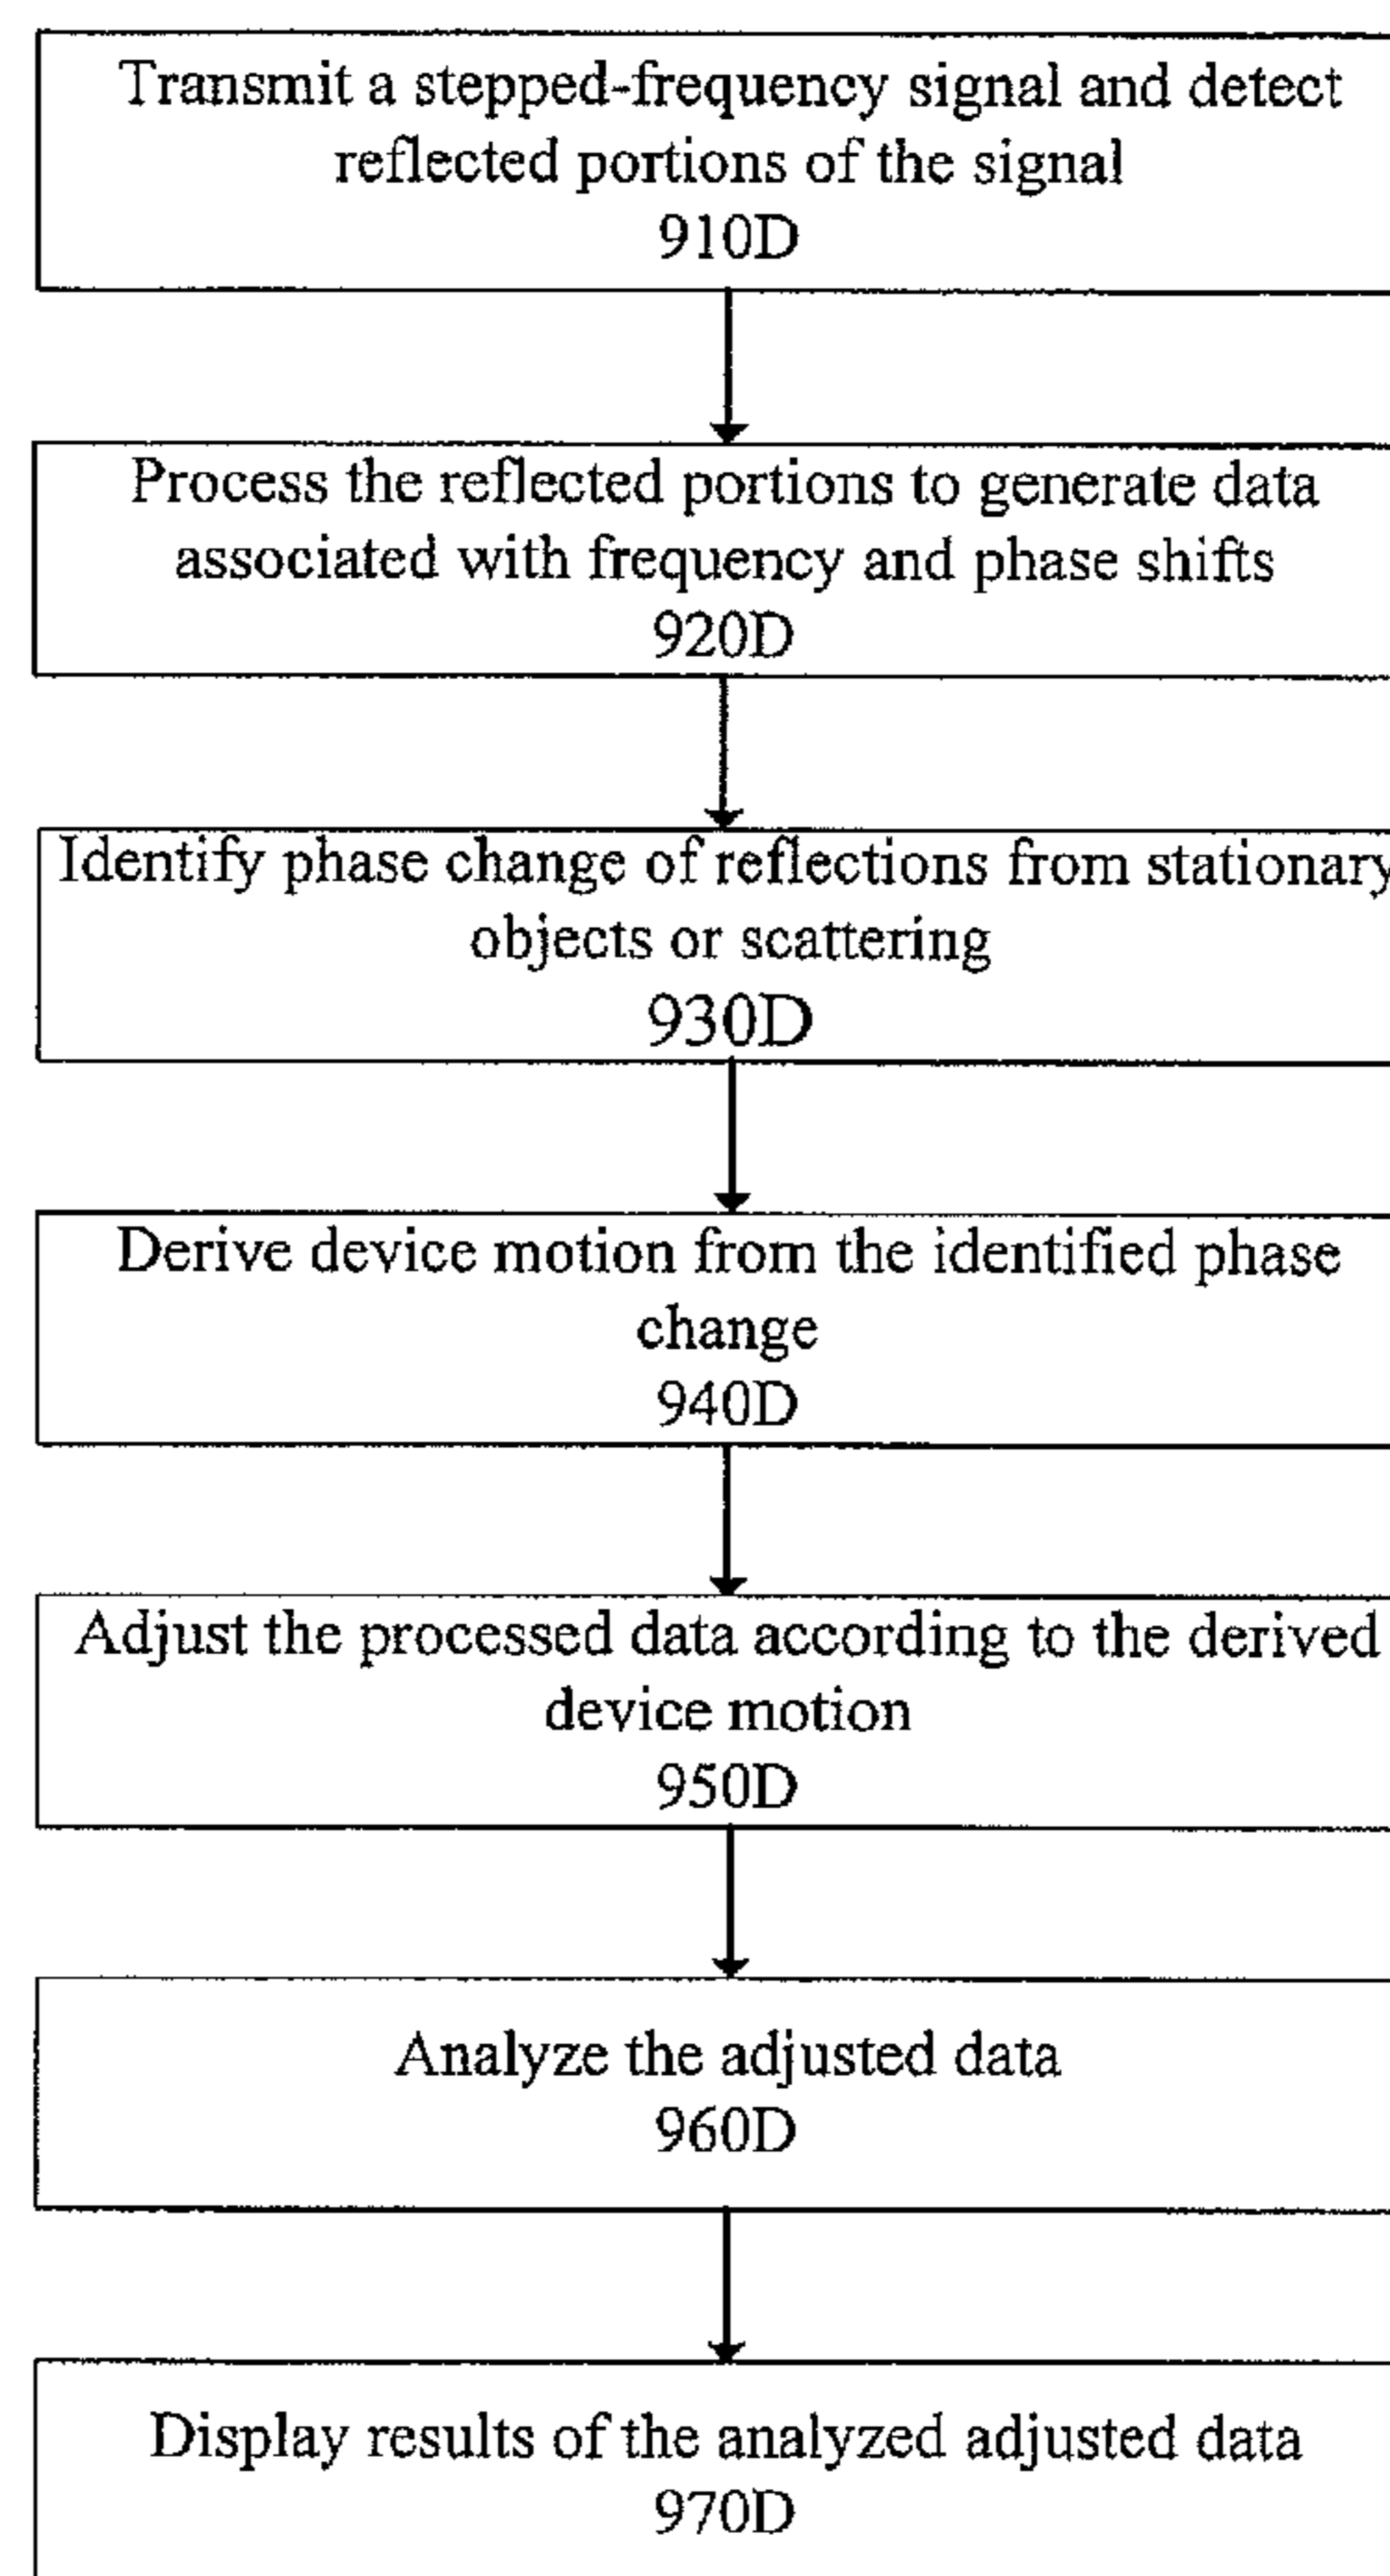 Transmit a stepped-frequency signal and detect
reflected portions of the signal
910D
Process the reflected portions to generate data
associated with frequency and phase shifts
920D
Identify phase change of reflections from stationary
objects or scattering
930D
Derive device motion from the identified phase
change
940D
Adjust the processed data according to the derived
device motion
950D
Analyze the adjusted data
960D
Display results of the analyzed adjusted data
970D